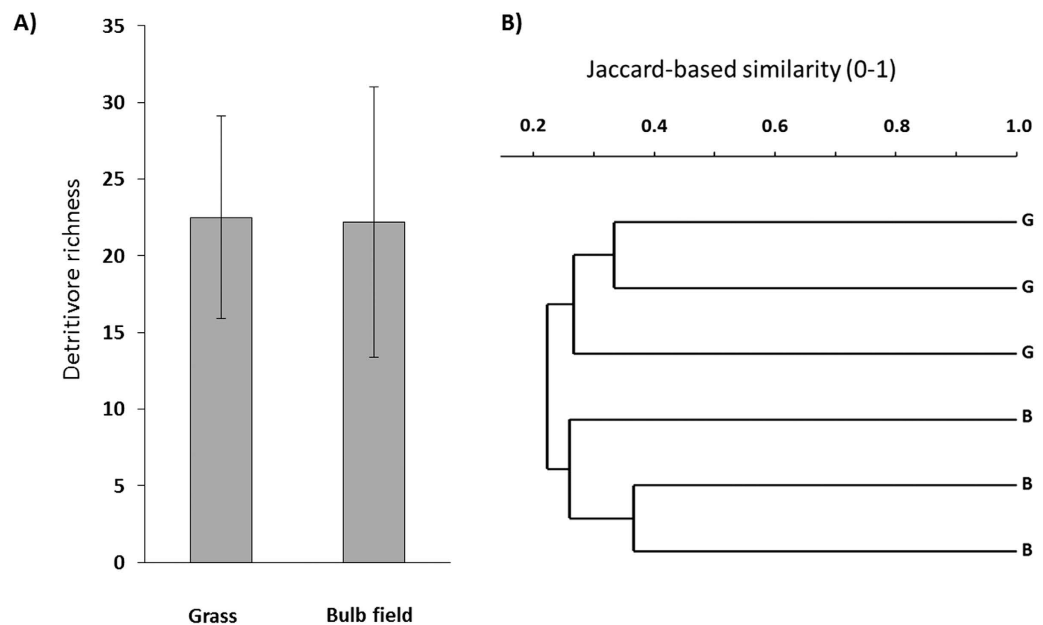 A)
35
30
25
20
15
10
5
0
Detritivore richness
Grass Bulb field
B)
Jaccard-based similarity (0-1)
0.2 0.4 0.6 0.8 1.0
G
G
G
B
B
B